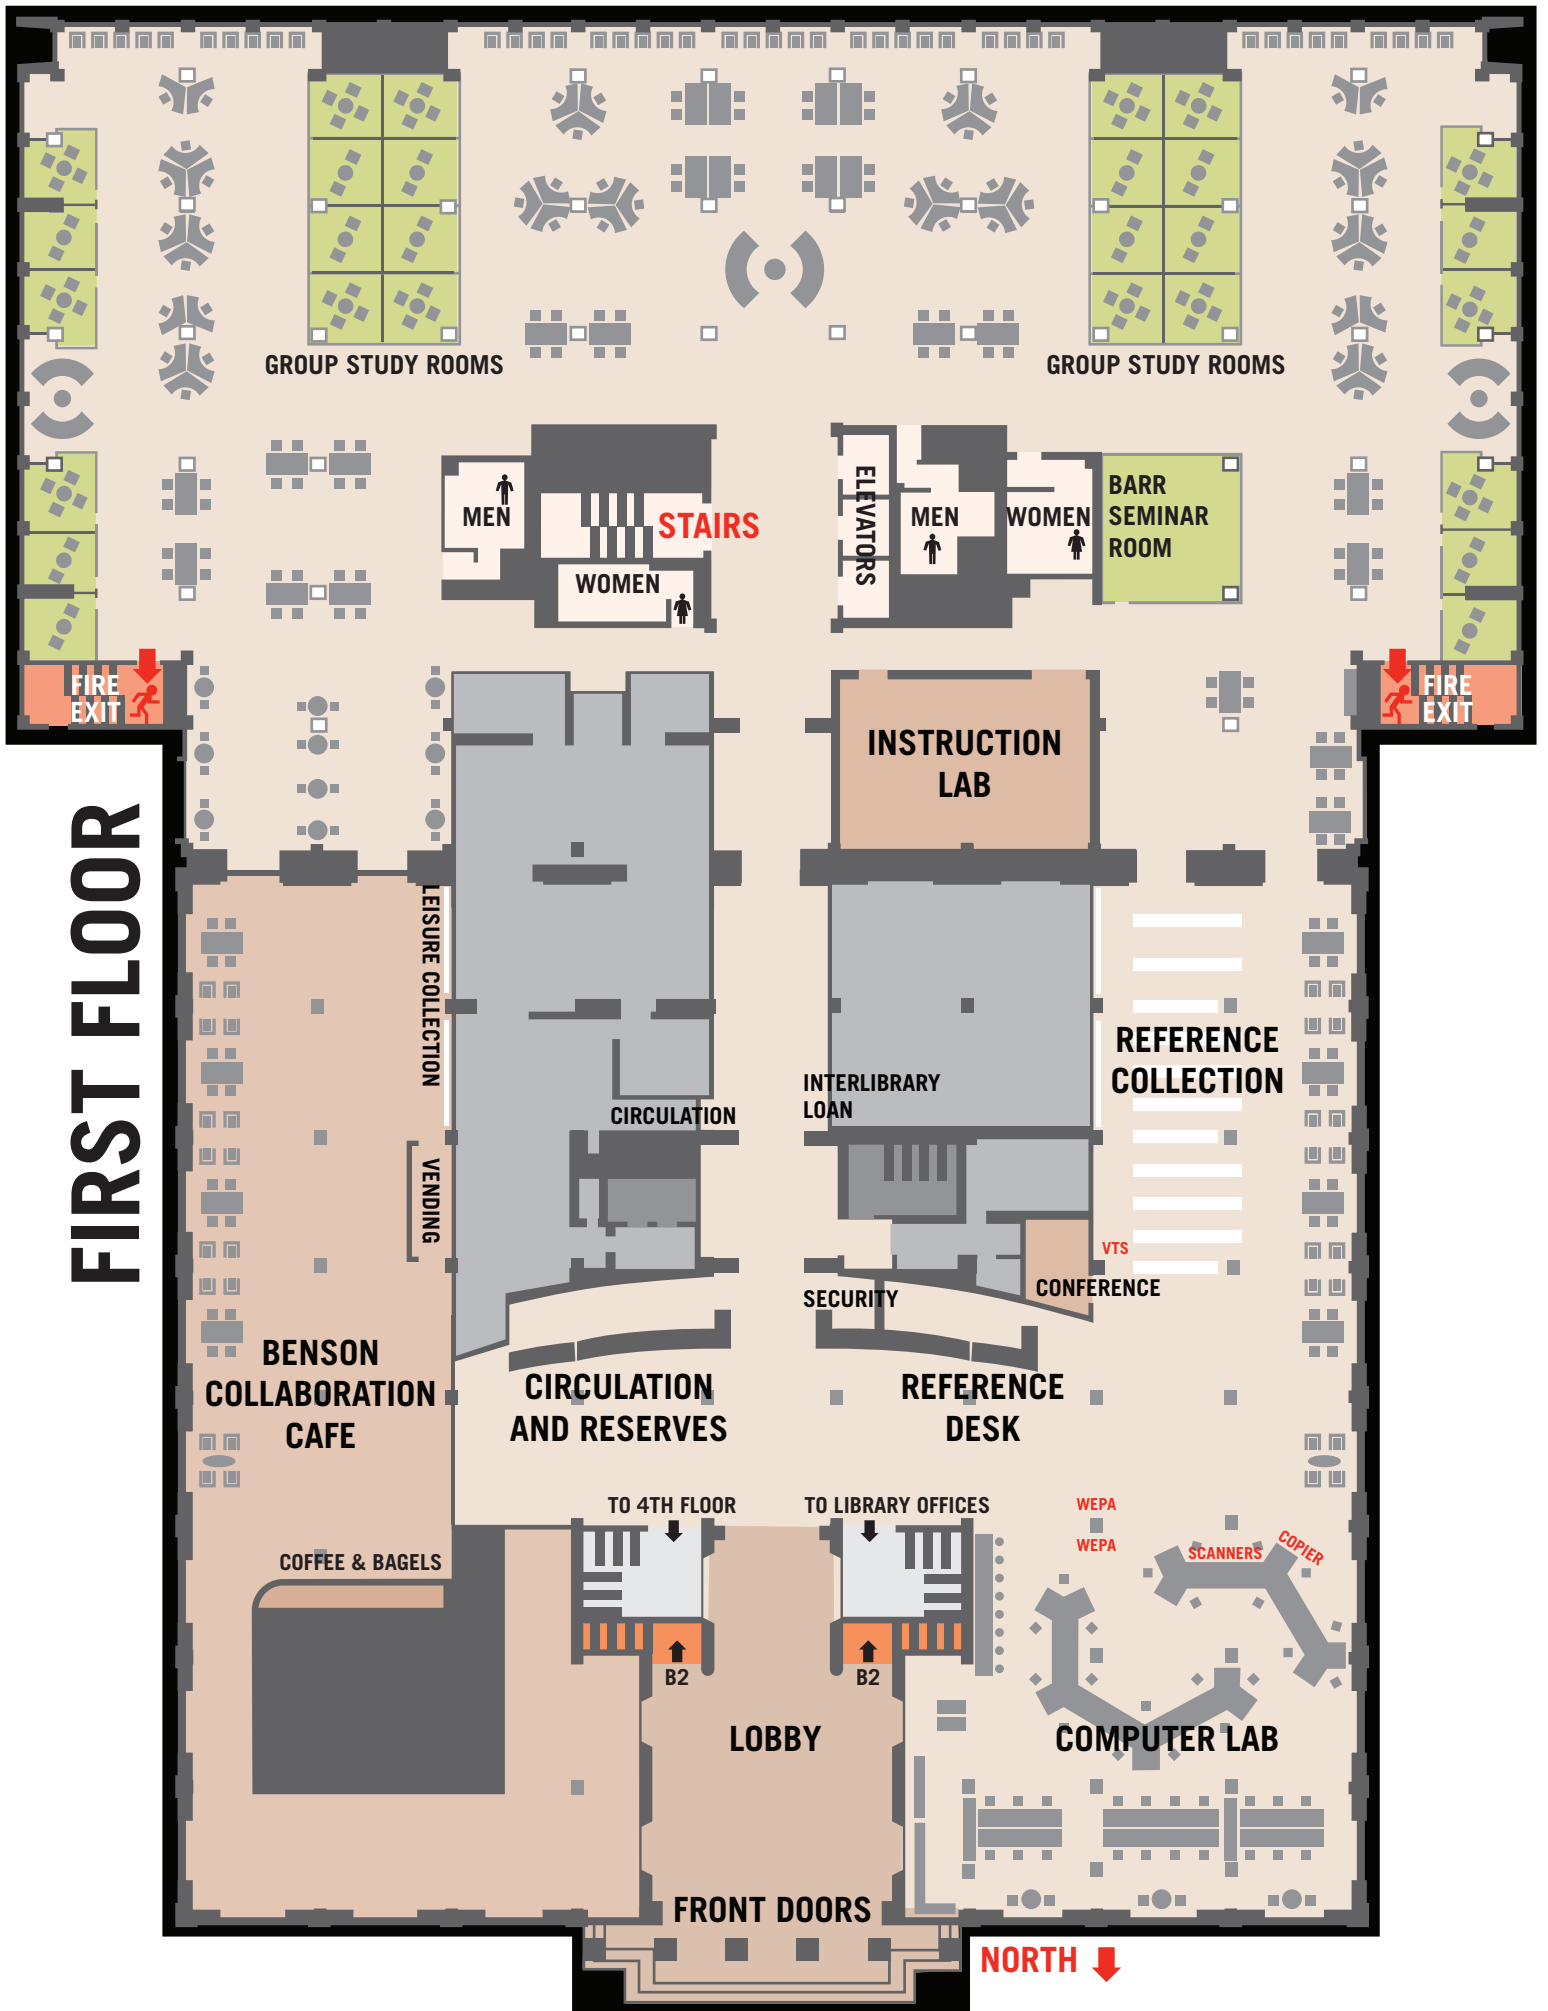 GROUP STUDY ROOMS
GROUP STUDY ROOMS
MEN
STAIRS
WOMEN
ELEVATORS
MEN
WOMEN
BARR
SEMINAR
ROOM
FIRE
EXIT
FIRE
EXIT
INSTRUCTION
LAB
FIRST FLOOR
LEISURE COLLECTION
REFERENCE
COLLECTION
INTERLIBRARY
LOAN
CIRCULATION
VENDING
VTS
CONFERENCE
SECURITY
BENSON
COLLABORATION
CAFE
CIRCULATION
AND RESERVES
REFERENCE
DESK
TO 4TH FLOOR
TO LIBRARY OFFICES
WEPA
WEPA
SCANNERS
COPIER
COFFEE & BAGELS
B2
B2
LOBBY
COMPUTER LAB
FRONT DOORS
NORTH